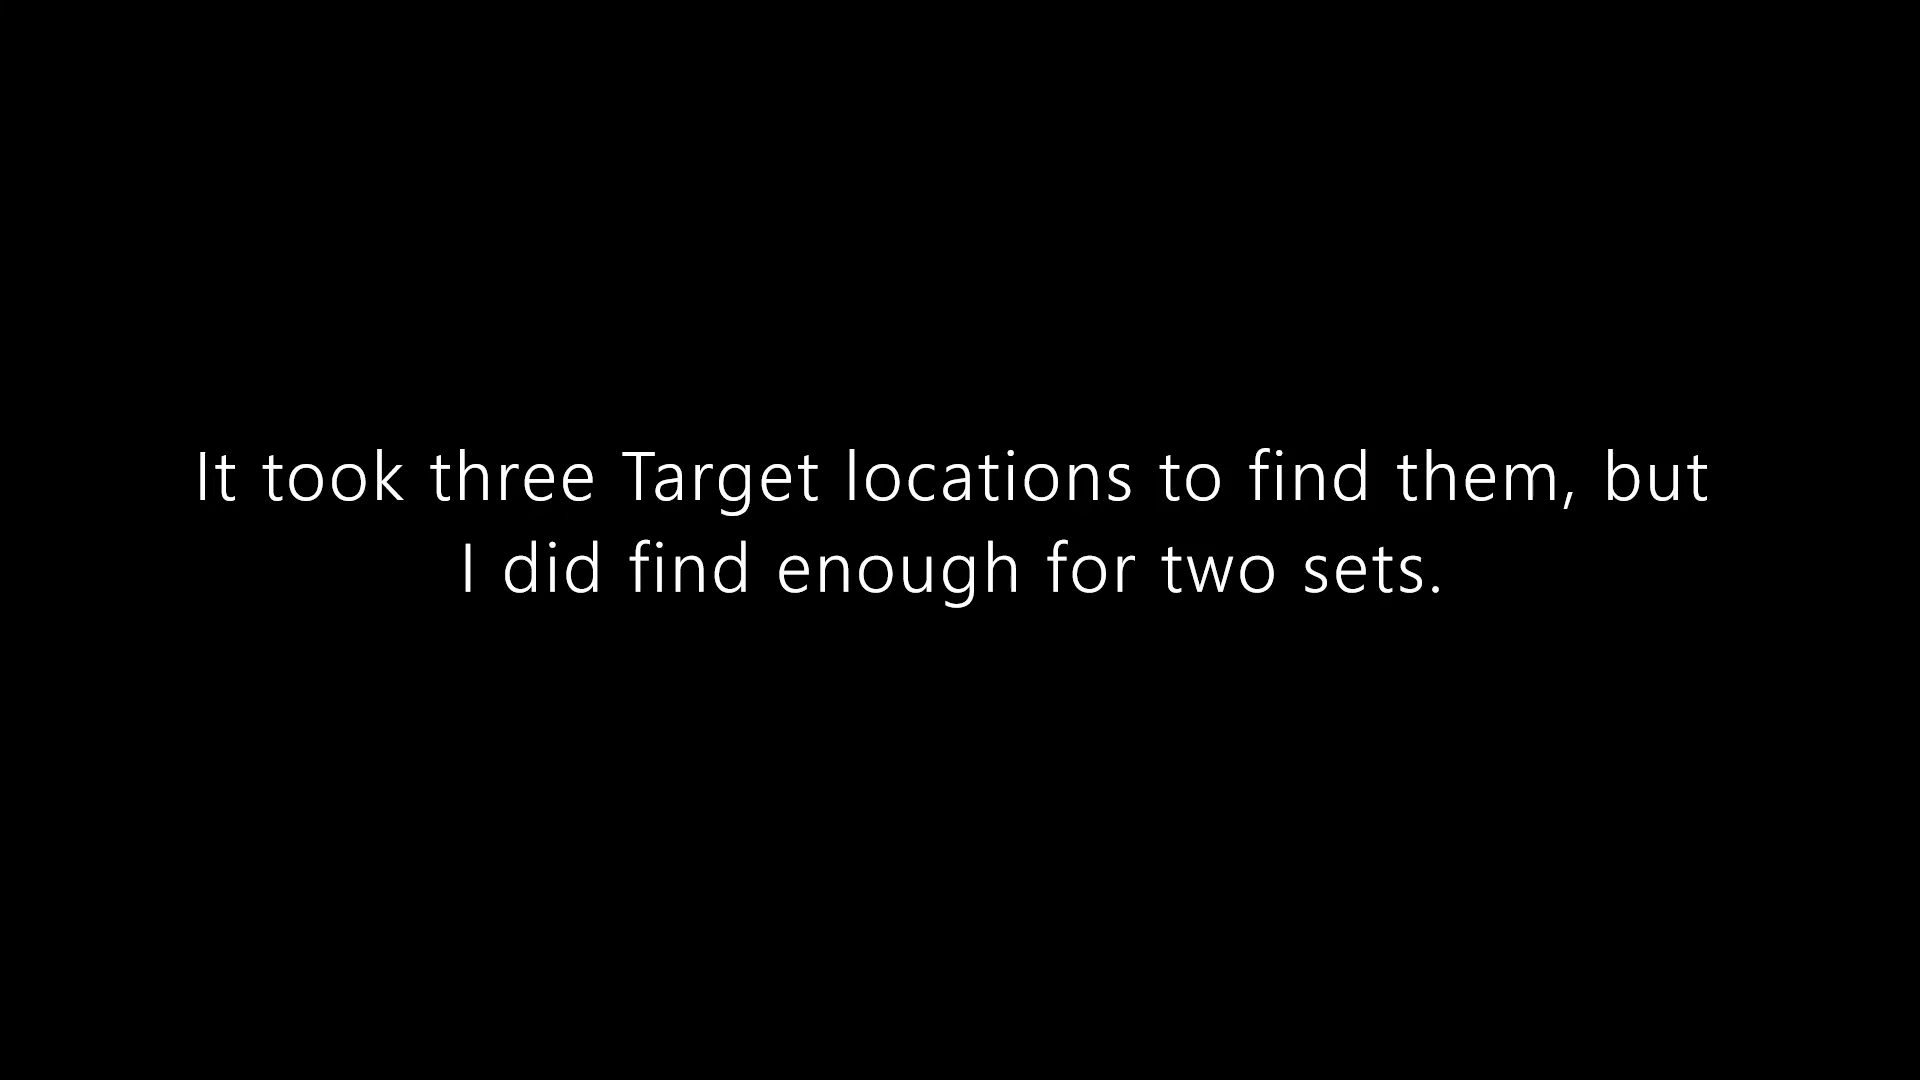 It took three Target locations to find them, but
I did find enough for two sets.